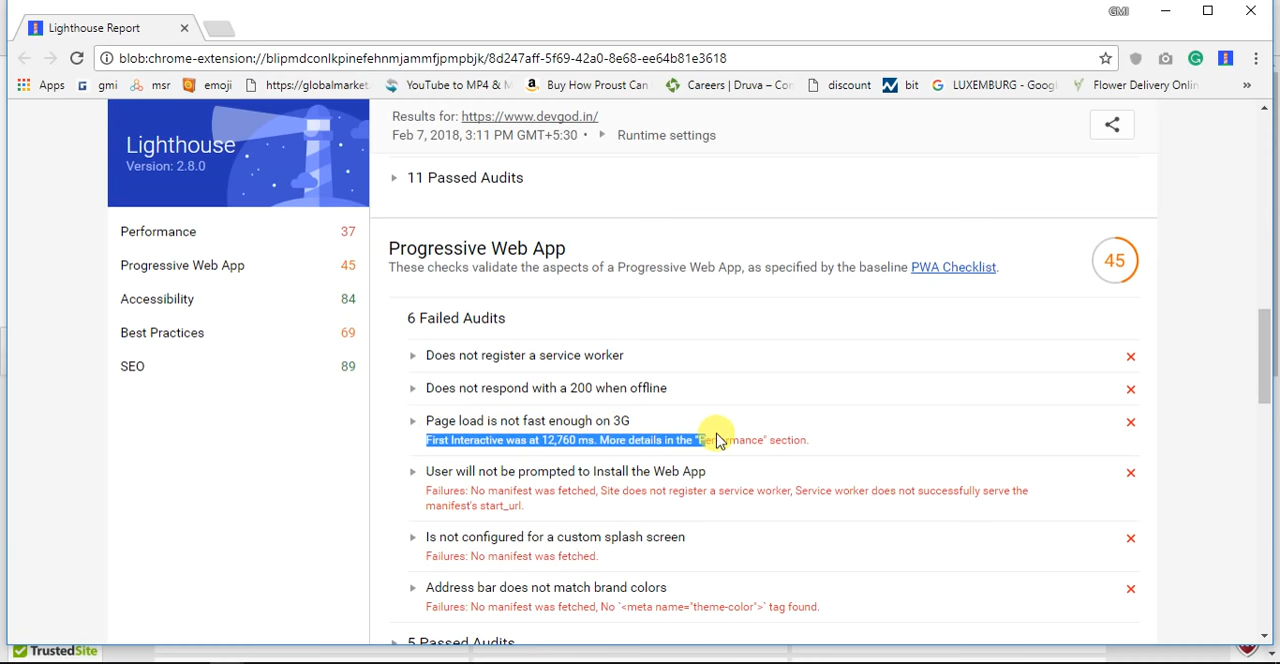 Lighthouse Report
GMI
blob:chrome-extension://blipmdconlkpinefehnmjammfjpmpbjk/8d247aff-5f69-42a0-8e68-ee64b81e3618
Apps gmi msr emoji https://globalmarket YouTube to MP4 & M Buy How Proust Can Careers | Druva – Co discount bit LUXEMBURG - Googl Flower Delivery Onlin »
Lighthouse
Version: 2.8.0
Results for: https://www.devgod.in/
Feb 7, 2018, 3:11 PM GMT+5:30 • Runtime settings
11 Passed Audits
Performance 37
Progressive Web App 45
Accessibility 84
Best Practices 69
SEO 89
Progressive Web App
These checks validate the aspects of a Progressive Web App, as specified by the baseline PWA Checklist.
45
6 Failed Audits
Does not register a service worker
Does not respond with a 200 when offline
Page load is not fast enough on 3G
First Interactive was at 12,760 ms. More details in the "Performance" section.
User will not be prompted to Install the Web App
Failures: No manifest was fetched, Site does not register a service worker, Service worker does not successfully serve the
manifest's start_url.
Is not configured for a custom splash screen
Failures: No manifest was fetched.
Address bar does not match brand colors
Failures: No manifest was fetched, No `<meta name="theme-color">` tag found.
5 Passed Audits
TrustedSite